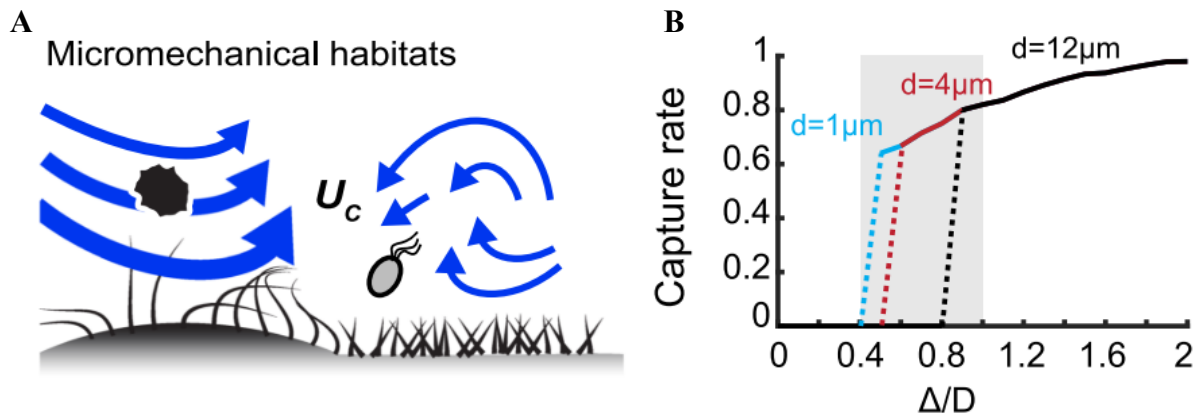 A
Micromechanical habitats
U_C
B
Capture rate
1
0.8
0.6
0.4
0.2
0
d=1µm
d=4µm
d=12µm
0 0.4 0.8 1.2 1.6 2
Δ/D